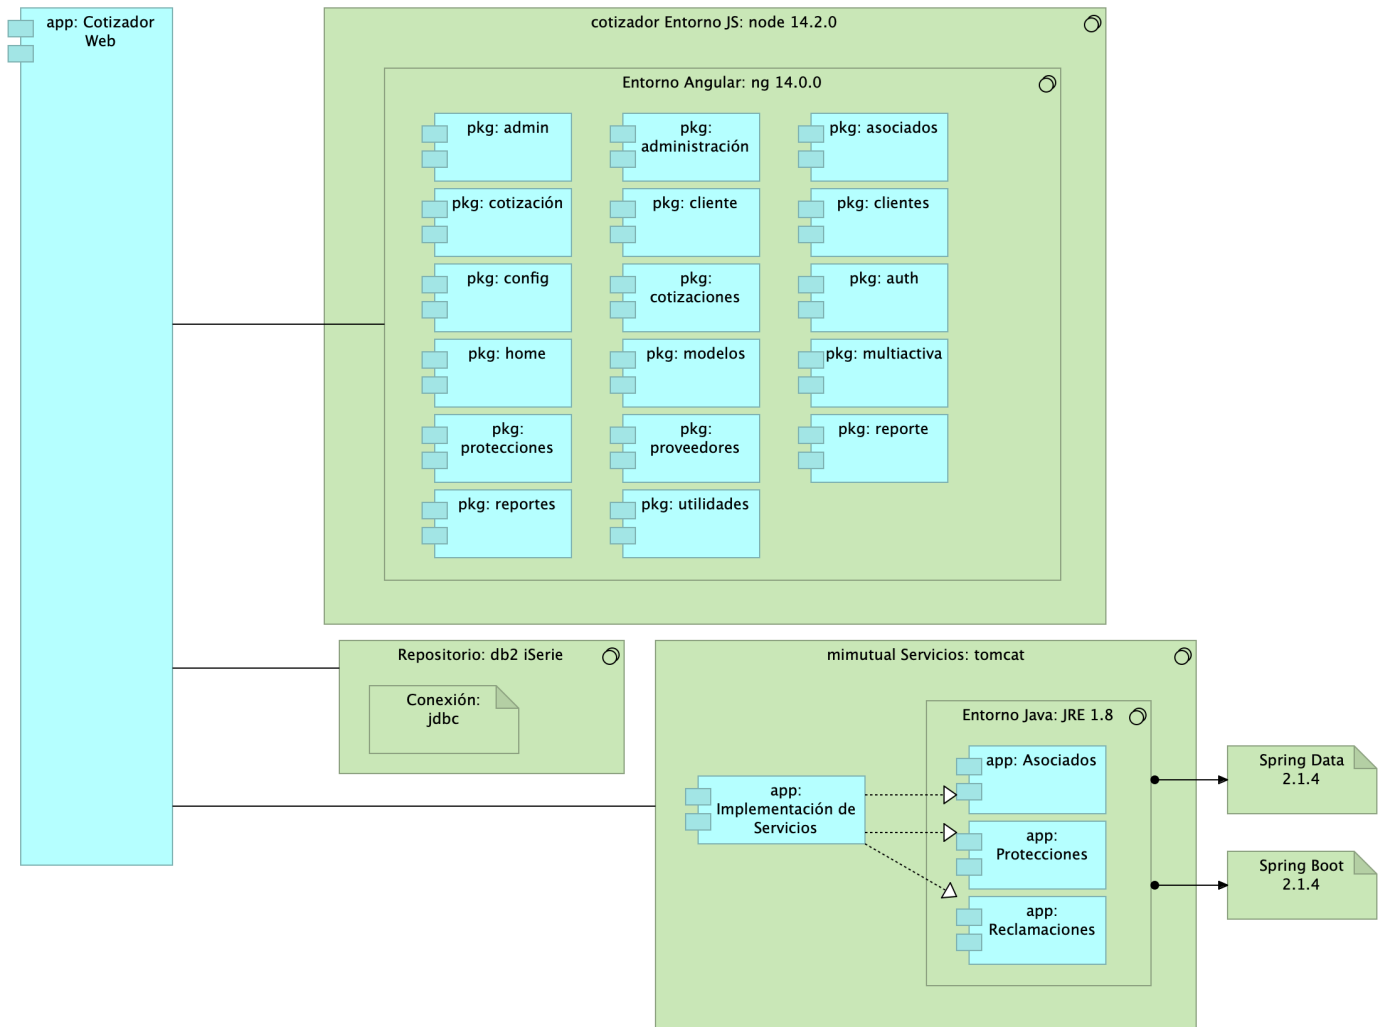 app: Cotizador
Web
cotizador Entorno JS: node 14.2.0
Entorno Angular: ng 14.0.0
pkg: admin
pkg:
administración
pkg: asociados
pkg: cotización
pkg: cliente
pkg: clientes
pkg: config
pkg:
cotizaciones
pkg: auth
pkg: home
pkg: modelos
pkg: multiactiva
pkg:
protecciones
pkg:
proveedores
pkg: reporte
pkg: reportes
pkg: utilidades
Repositorio: db2 iSerie
Conexión:
jdbc
mimutual Servicios: tomcat
Entorno Java: JRE 1.8
app:
Implementación de
Servicios
app: Asociados
app:
Protecciones
app:
Reclamaciones
Spring Data
2.1.4
Spring Boot
2.1.4